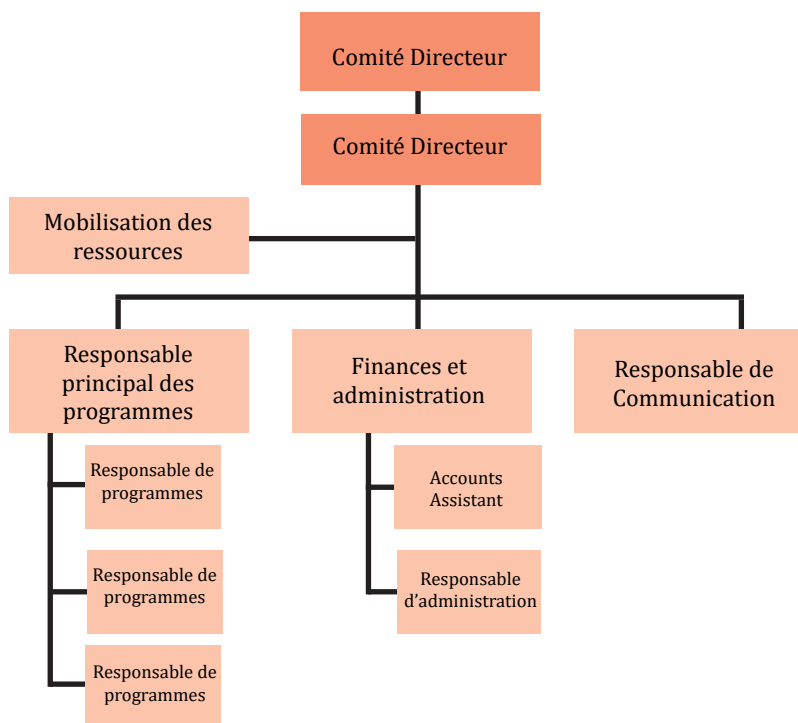 Comité Directeur
Comité Directeur
Mobilisation des
ressources
Responsable
principal des
programmes
Finances et
administration
Responsable de
Communication
Responsable de
programmes
Responsable de
programmes
Responsable de
programmes
Accounts
Assistant
Responsable
d’administration